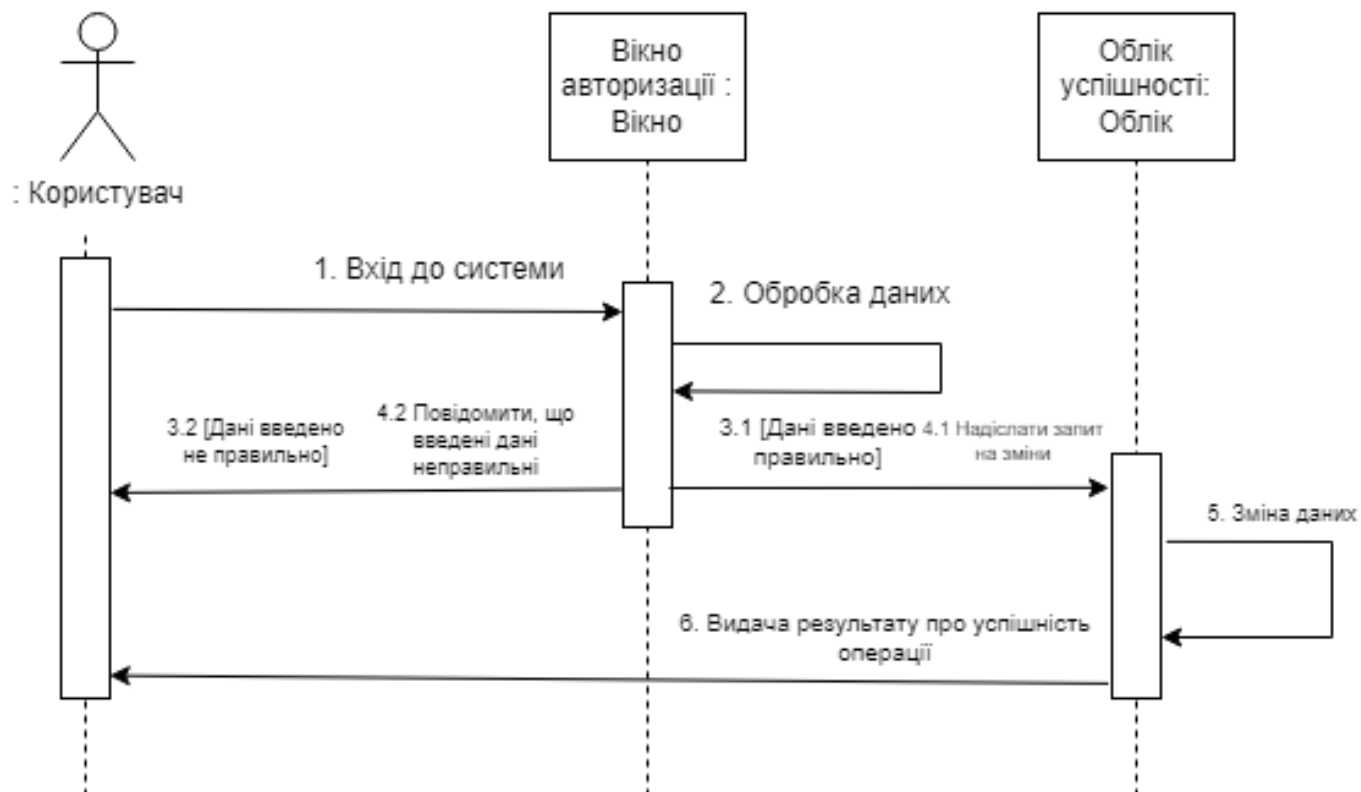 Вікно
авторизації :
Вікно
Облік
успішності:
Облік
: Користувач
1. Вхід до системи
2. Обробка даних
3.2 [Дані введено
не правильно]
4.2 Повідомити, що
введені дані
неправильні
3.1 [Дані введено
правильно]
4.1 Надіслати запит
на зміни
5. Зміна даних
6. Видача результату про успішність
операції